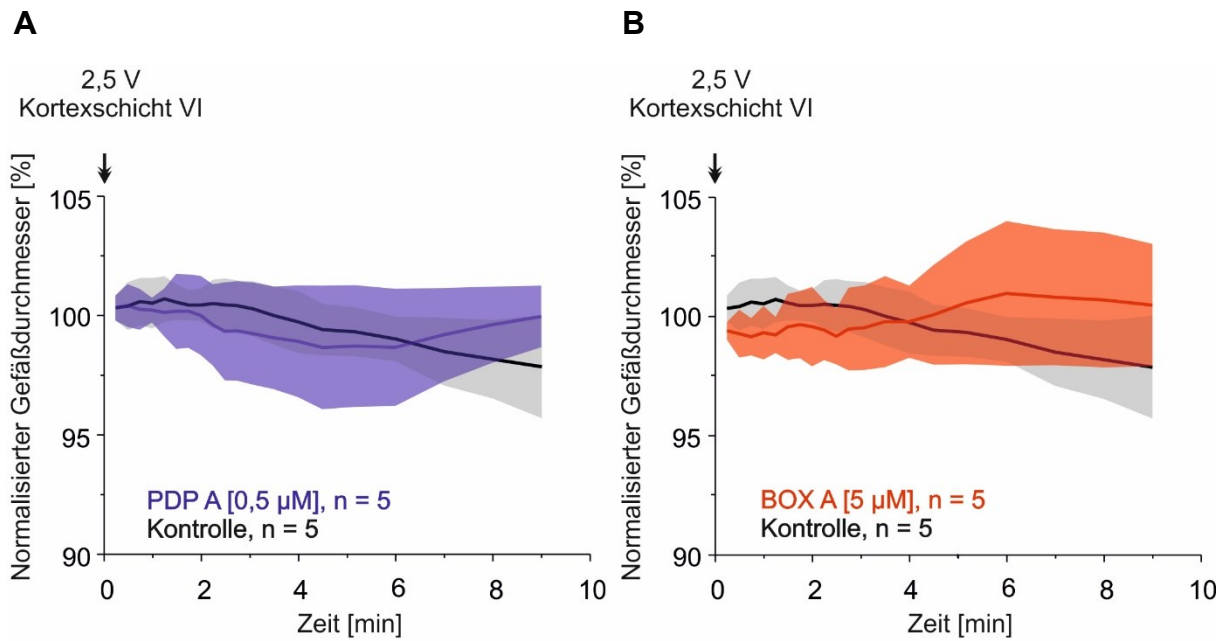 A
2,5 V
Kortexschicht VI
Normalisierter Gefäßdurchmesser [%]
105
100
95
90
PDP A [0,5 µM], n = 5
Kontrolle, n = 5
0
2
4
6
8
10
Zeit [min]
B
2,5 V
Kortexschicht VI
Normalisierter Gefäßdurchmesser [%]
105
100
95
90
BOX A [5 µM], n = 5
Kontrolle, n = 5
0
2
4
6
8
10
Zeit [min]